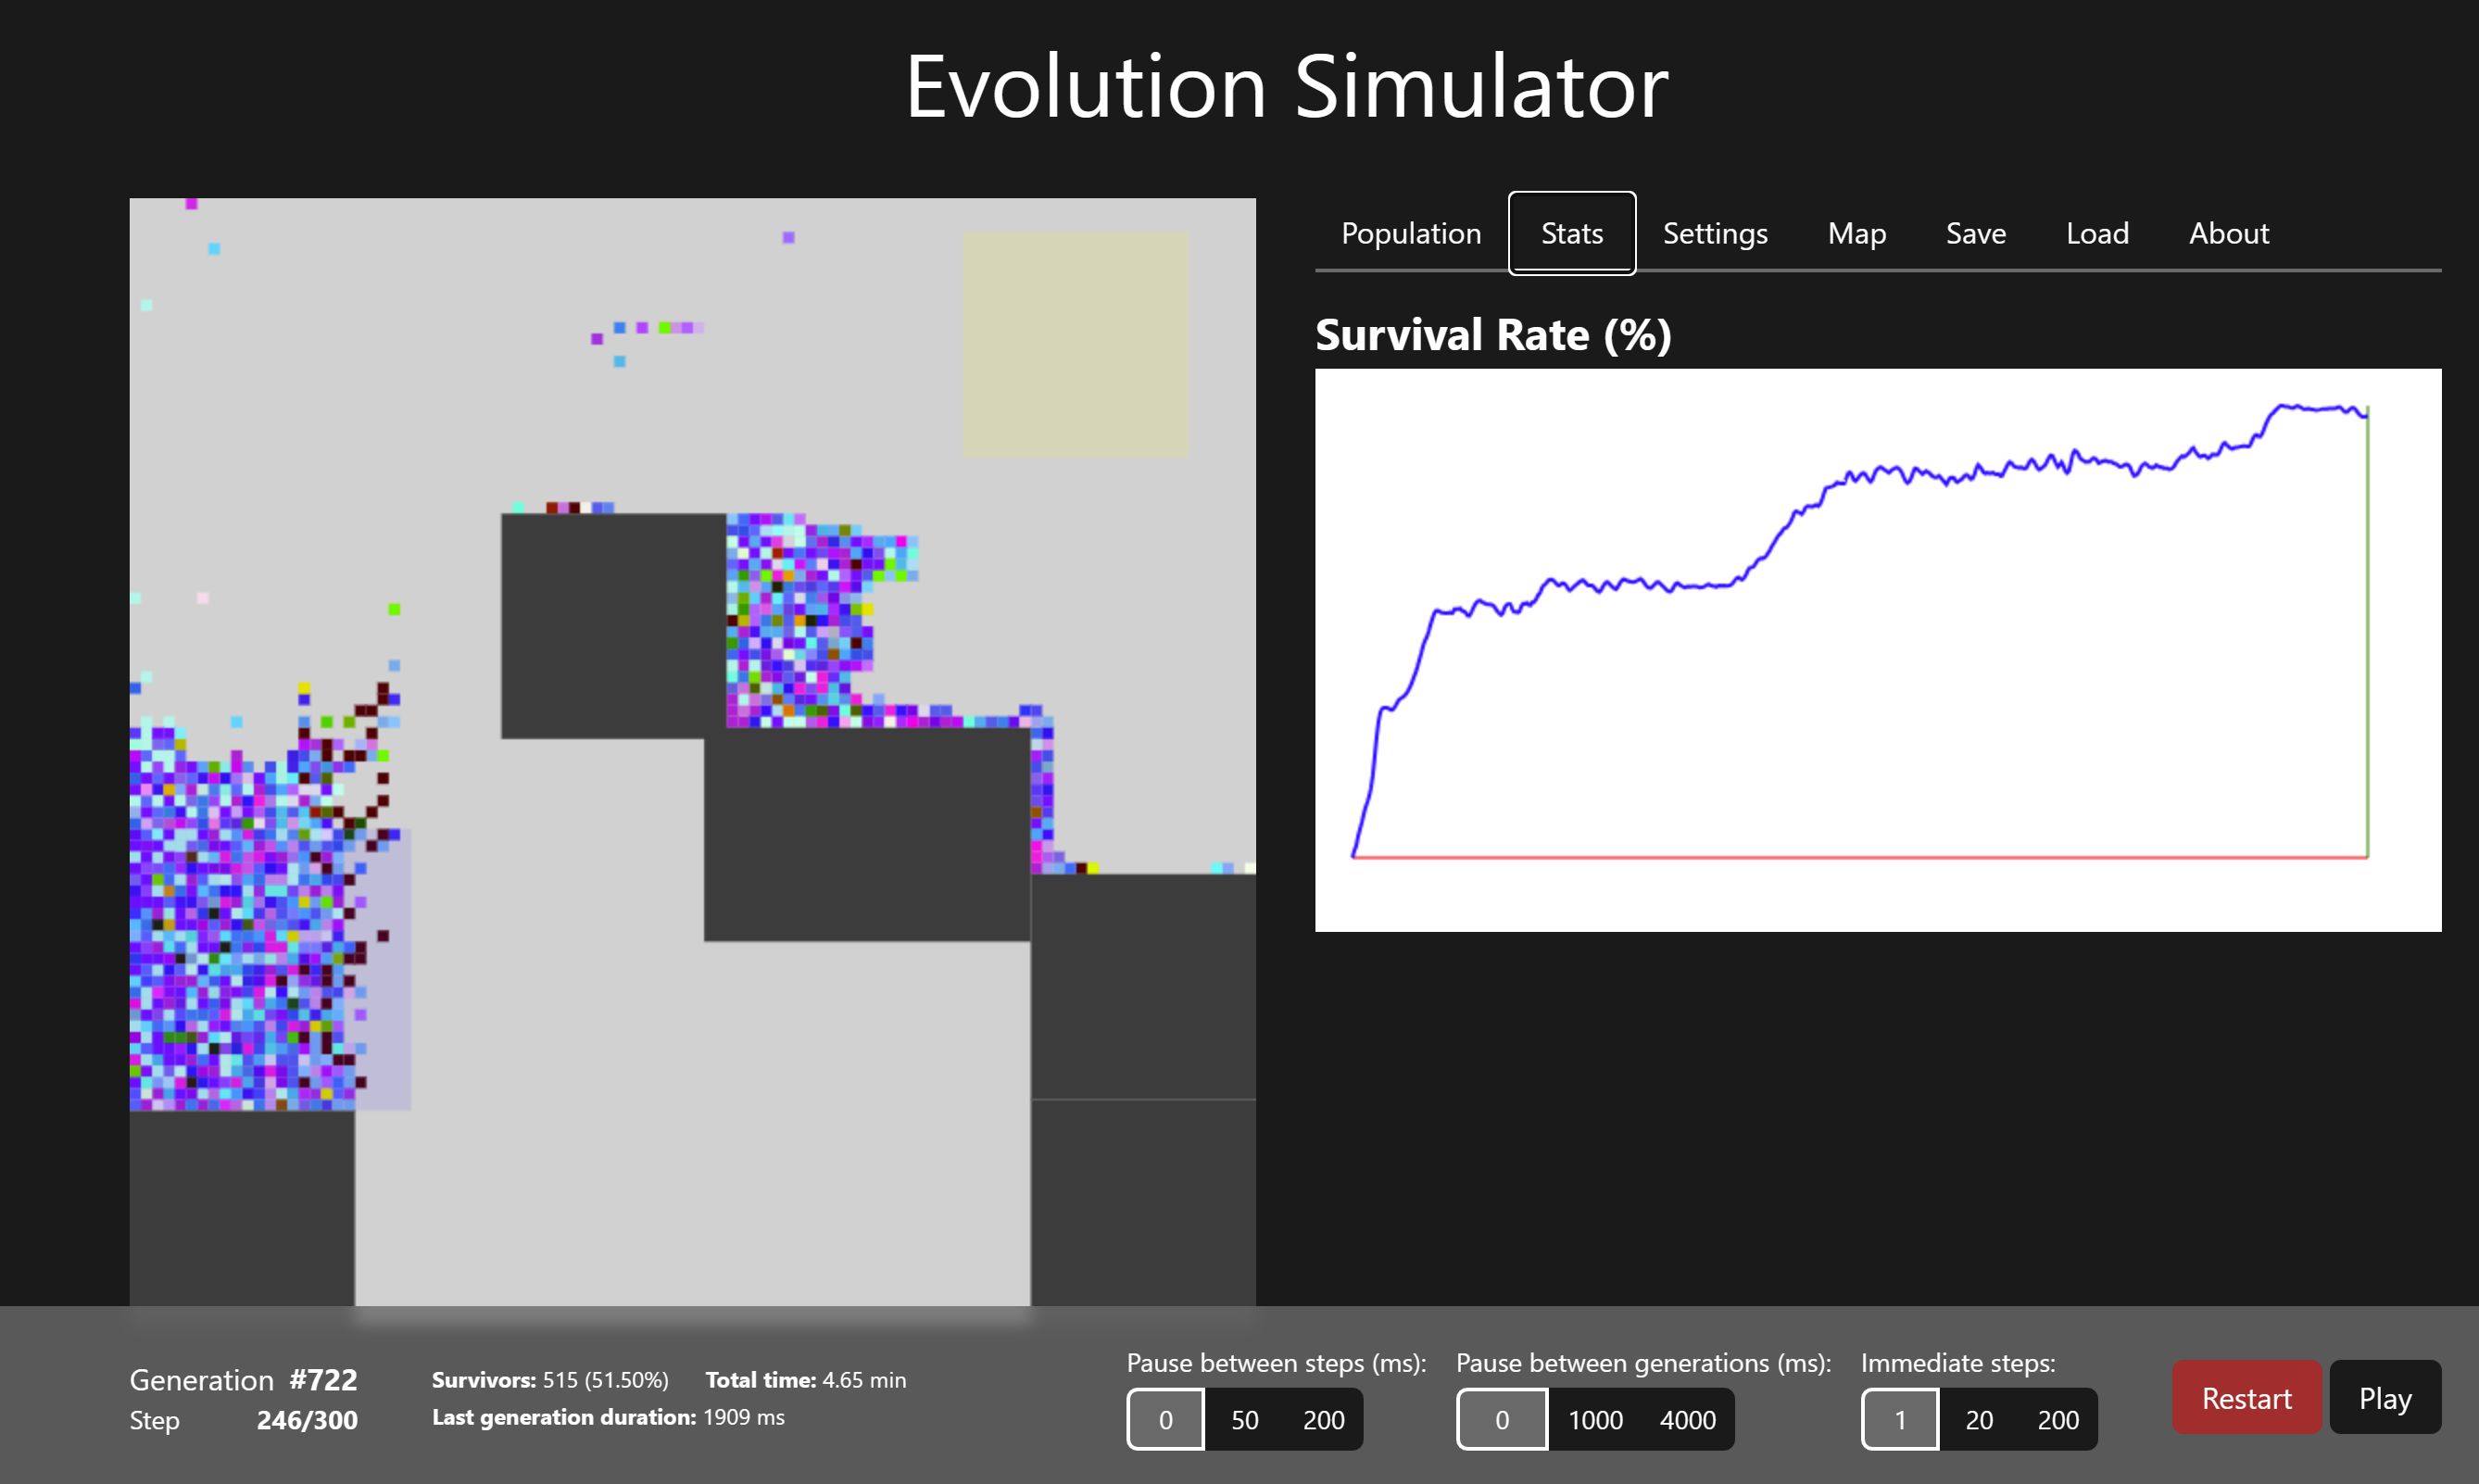 Evolution Simulator
Population Stats Settings Map Save Load About
Survival Rate (%)
Generation #722
Step 246/300
Survivors: 515 (51.50%) Total time: 4.65 min
Last generation duration: 1909 ms
Pause between steps (ms):
0 50 200
Pause between generations (ms):
0 1000 4000
Immediate steps:
1 20 200
Restart Play